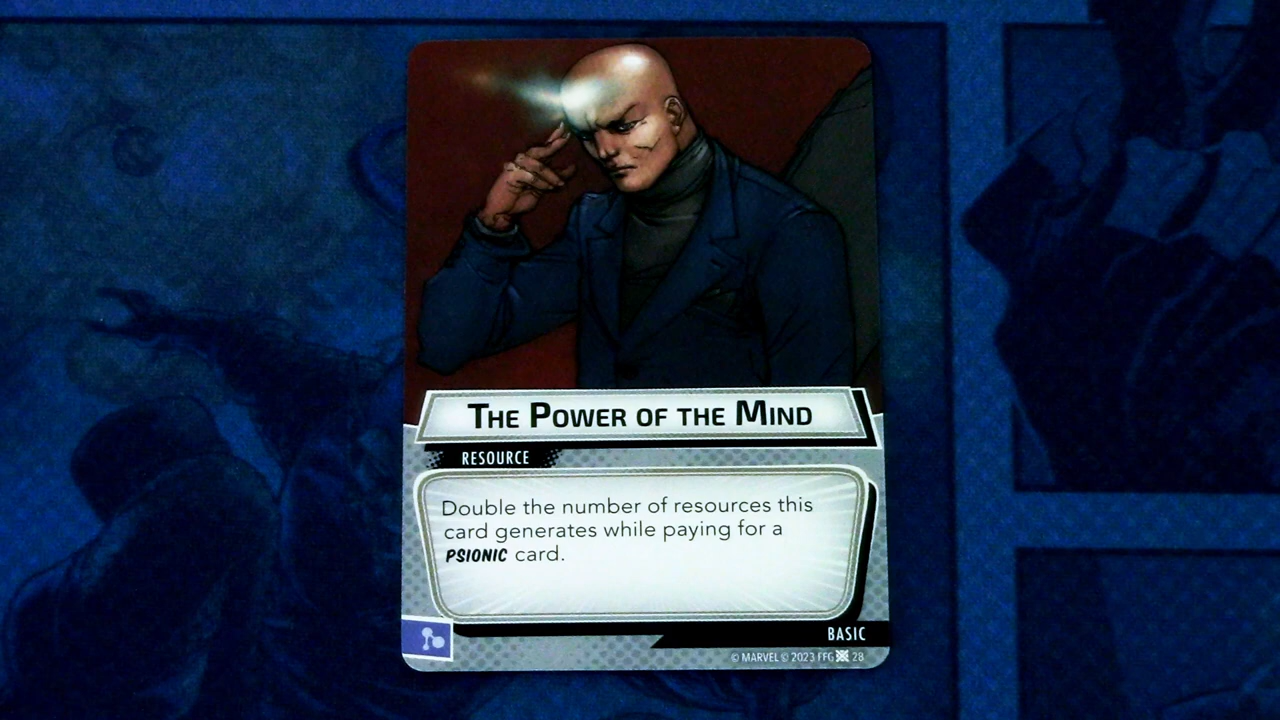 THE POWER OF THE MIND
RESOURCE
Double the number of resources this
card generates while paying for a
PSIONIC card.
BASIC
© MARVEL © 2023 FFG 28